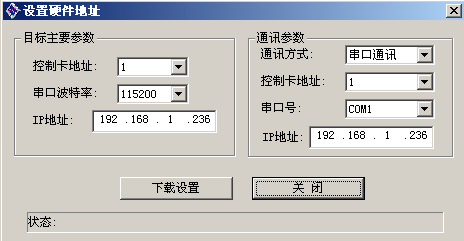 设置硬件地址
目标主要参数
控制卡地址: 1
串口波特率: 115200
IP地址: 192 .168 . 1 .236
通讯参数
通讯方式: 串口通讯
控制卡地址: 1
串口号: COM1
IP地址: 192 .168 . 1 .236
下载设置
关 闭
状态: